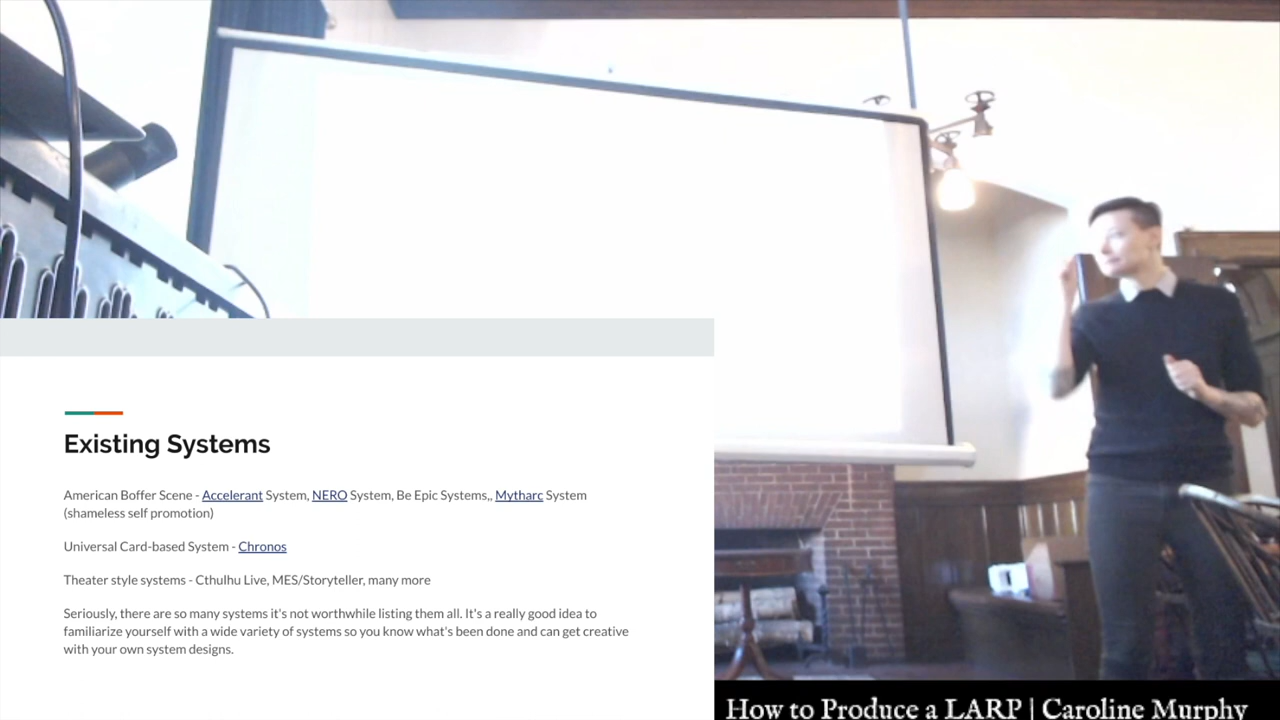 Existing Systems
American Boffer Scene - Accelerant System, NERO System, Be Epic Systems,, Mytharc System
(shameless self promotion)
Universal Card-based System - Chronos
Theater style systems - Cthulhu Live, MES/Storyteller, many more
Seriously, there are so many systems it's not worthwhile listing them all. It's a really good idea to
familiarize yourself with a wide variety of systems so you know what's been done and can get creative
with your own system designs.
How to Produce a LARP | Caroline Murphy